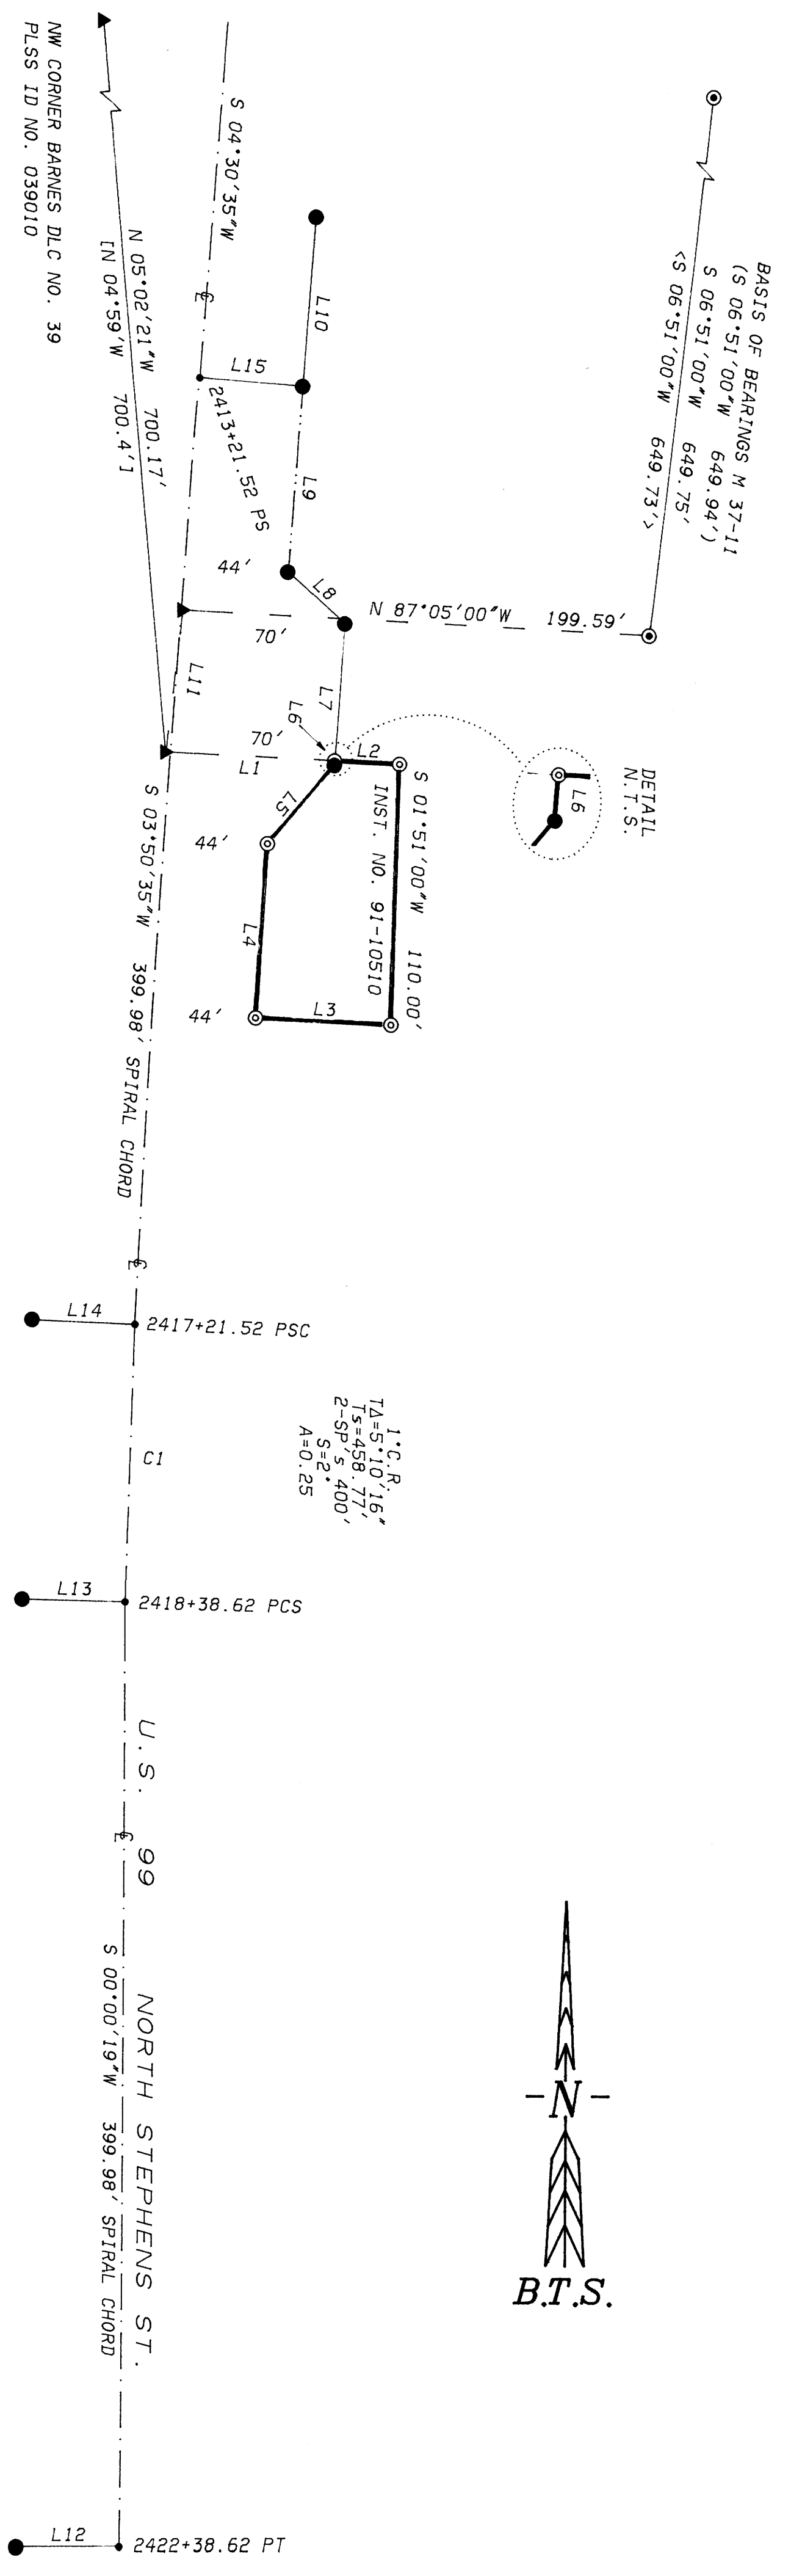 NW CORNER BARNES DLC NO. 39
PLSS ID NO. 039010
N 05°02'21"W 700.17'
[N 04°59'W 700.4']
S 04°30'35"W
℄
L10
L15
2413+21.52 PS
L9
44'
L8
BASIS OF BEARINGS M 37-11
(S 06°51'00"W 649.94')
S 06°51'00"W 649.75'
<S 06°51'00"W 649.73'>
N 87°05'00"W 199.59'
70'
L11
L7
L6
70'
L1
L2
DETAIL
N.T.S.
L6
L5
44'
S 01°51'00"W 110.00'
INST. NO. 91-10510
L4
44'
L3
S 03°50'35"W 399.98' SPIRAL CHORD
℄
L14
2417+21.52 PSC
1°C.R.
TΔ=5°10'16"
Ts=458.77'
2-SP's 400'
S=2°
A=0.25
C1
L13
2418+38.62 PCS
U.S. 99 NORTH STEPHENS ST.
℄
S 00°00'19"W 399.98' SPIRAL CHORD
-N-
B.T.S.
L12
2422+38.62 PT